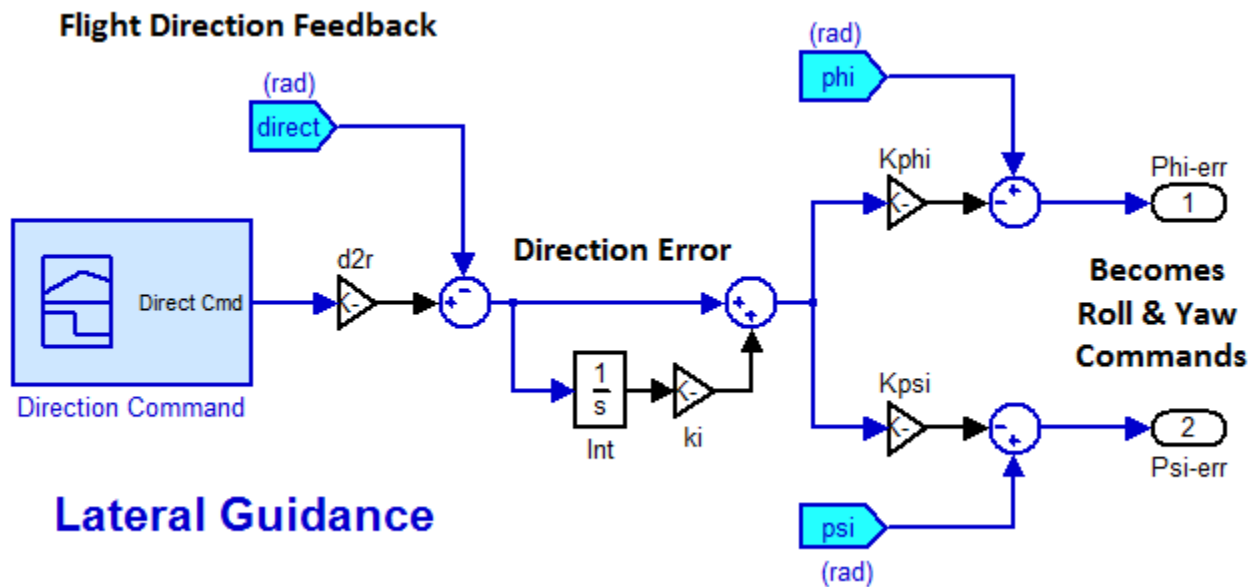 Flight Direction Feedback
(rad)
phi
(rad)
direct
Kphi
Phi-err
1
d2r
Direction Error
Direct Cmd
Becomes
Roll & Yaw
Commands
1
s
Kpsi
Direction Command
Int
ki
2
Psi-err
Lateral Guidance
psi
(rad)